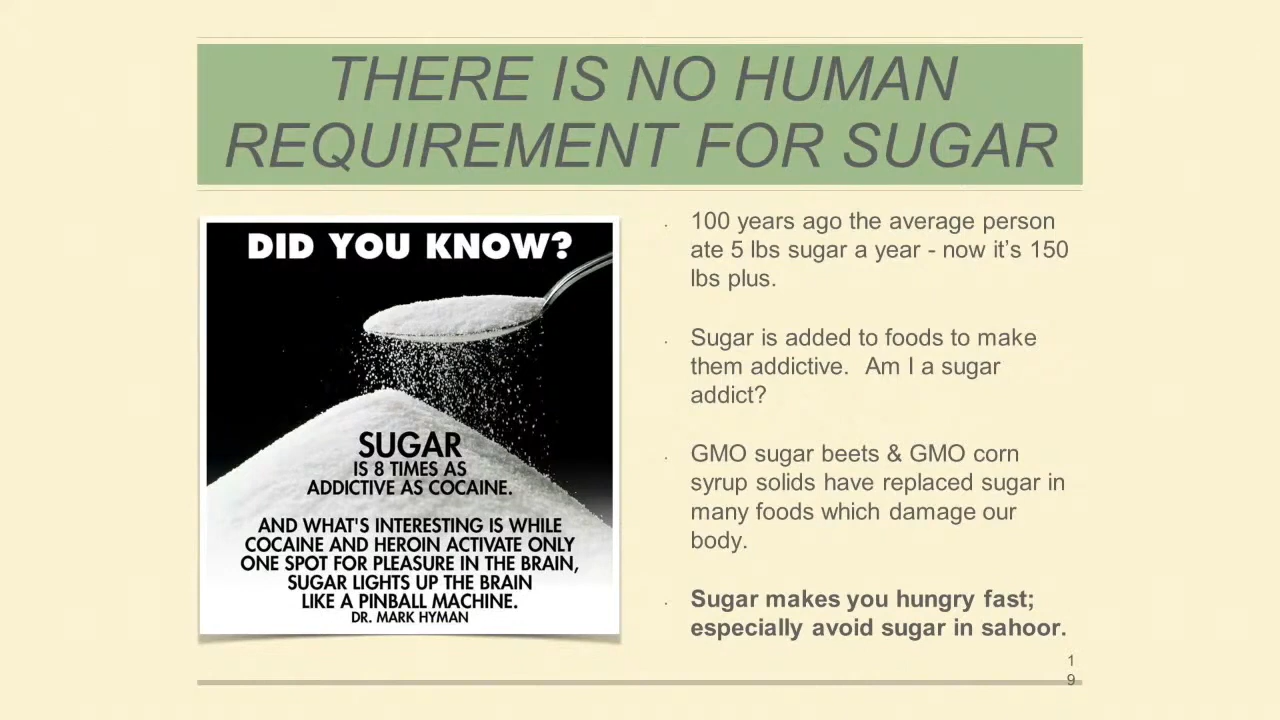 THERE IS NO HUMAN
REQUIREMENT FOR SUGAR
DID YOU KNOW?
SUGAR
IS 8 TIMES AS
ADDICTIVE AS COCAINE.
AND WHAT'S INTERESTING IS WHILE
COCAINE AND HEROIN ACTIVATE ONLY
ONE SPOT FOR PLEASURE IN THE BRAIN,
SUGAR LIGHTS UP THE BRAIN
LIKE A PINBALL MACHINE.
DR. MARK HYMAN
100 years ago the average person
ate 5 lbs sugar a year - now it’s 150
lbs plus.
Sugar is added to foods to make
them addictive.  Am I a sugar
addict?
GMO sugar beets & GMO corn
syrup solids have replaced sugar in
many foods which damage our
body.
Sugar makes you hungry fast;
especially avoid sugar in sahoor.
1
9